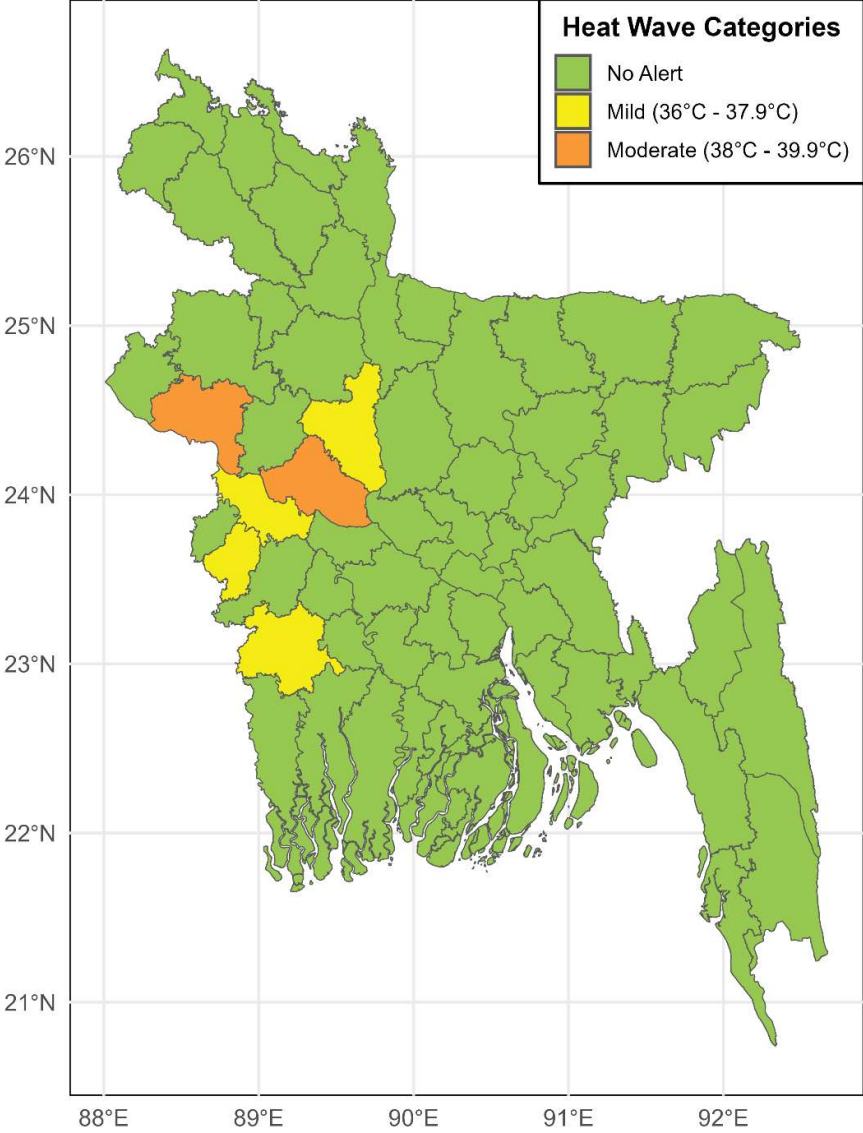 Heat Wave Categories
No Alert
Mild (36°C - 37.9°C)
Moderate (38°C - 39.9°C)
26°N
25°N
24°N
23°N
22°N
21°N
88°E 89°E 90°E 91°E 92°E